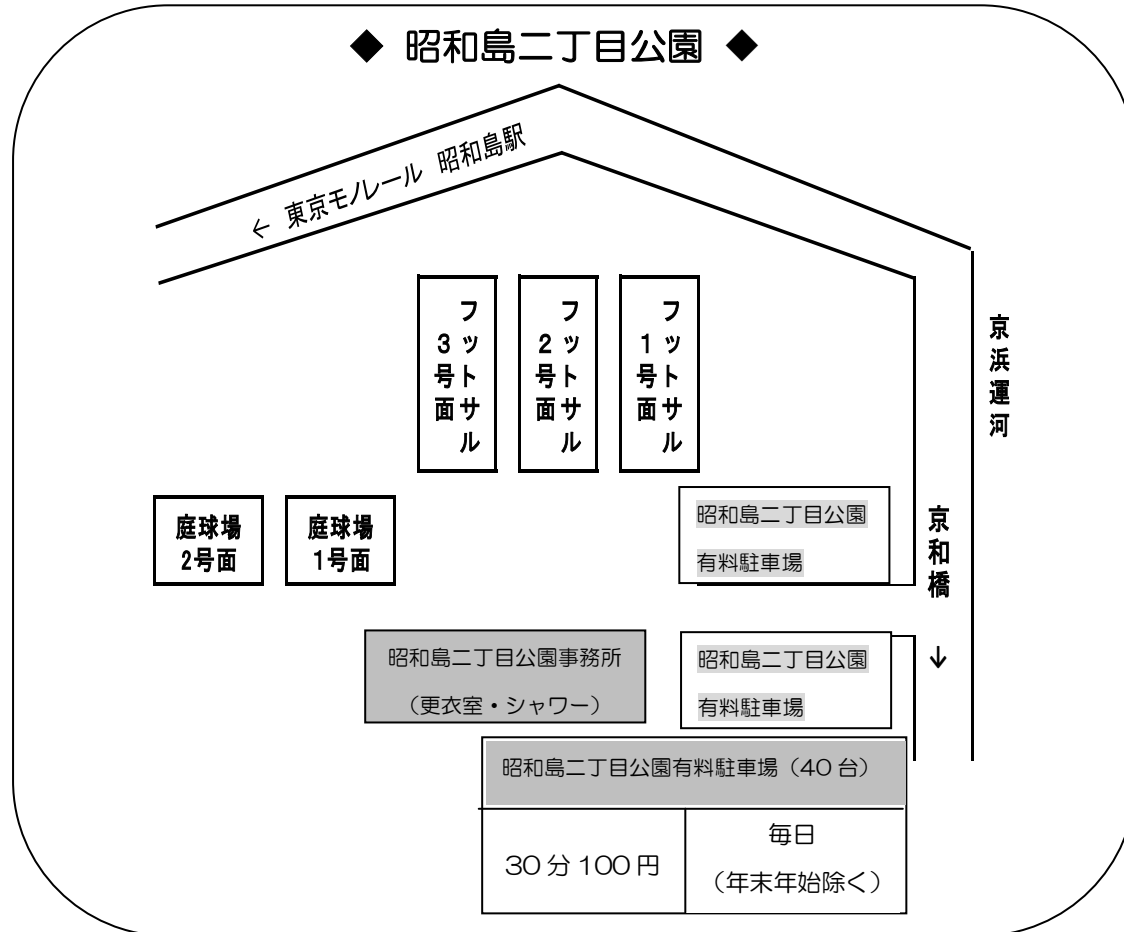 ◆ 昭和島二丁目公園 ◆
← 東京モノレール 昭和島駅
フットサル
3号面
フットサル
2号面
フットサル
1号面
京浜運河
庭球場
2号面
庭球場
1号面
昭和島二丁目公園
有料駐車場
京和橋
↓
昭和島二丁目公園事務所
（更衣室・シャワー）
昭和島二丁目公園
有料駐車場
昭和島二丁目公園有料駐車場（40台）
30分100円
毎日
（年末年始除く）